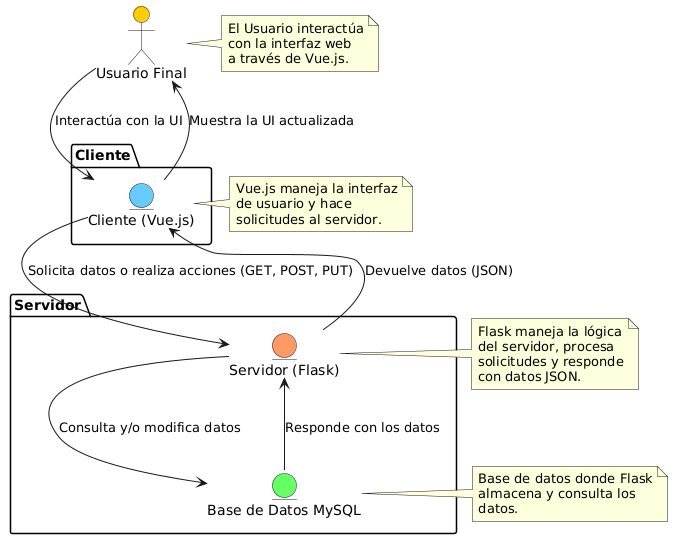 El Usuario interactúa
con la interfaz web
a través de Vue.js.
Usuario Final
Interactúa con la UI
Muestra la UI actualizada
Cliente
Vue.js maneja la interfaz
de usuario y hace
solicitudes al servidor.
Cliente (Vue.js)
Solicita datos o realiza acciones (GET, POST, PUT)
Devuelve datos (JSON)
Servidor
Flask maneja la lógica
del servidor, procesa
solicitudes y responde
con datos JSON.
Servidor (Flask)
Consulta y/o modifica datos
Responde con los datos
Base de datos donde Flask
almacena y consulta los
datos.
Base de Datos MySQL